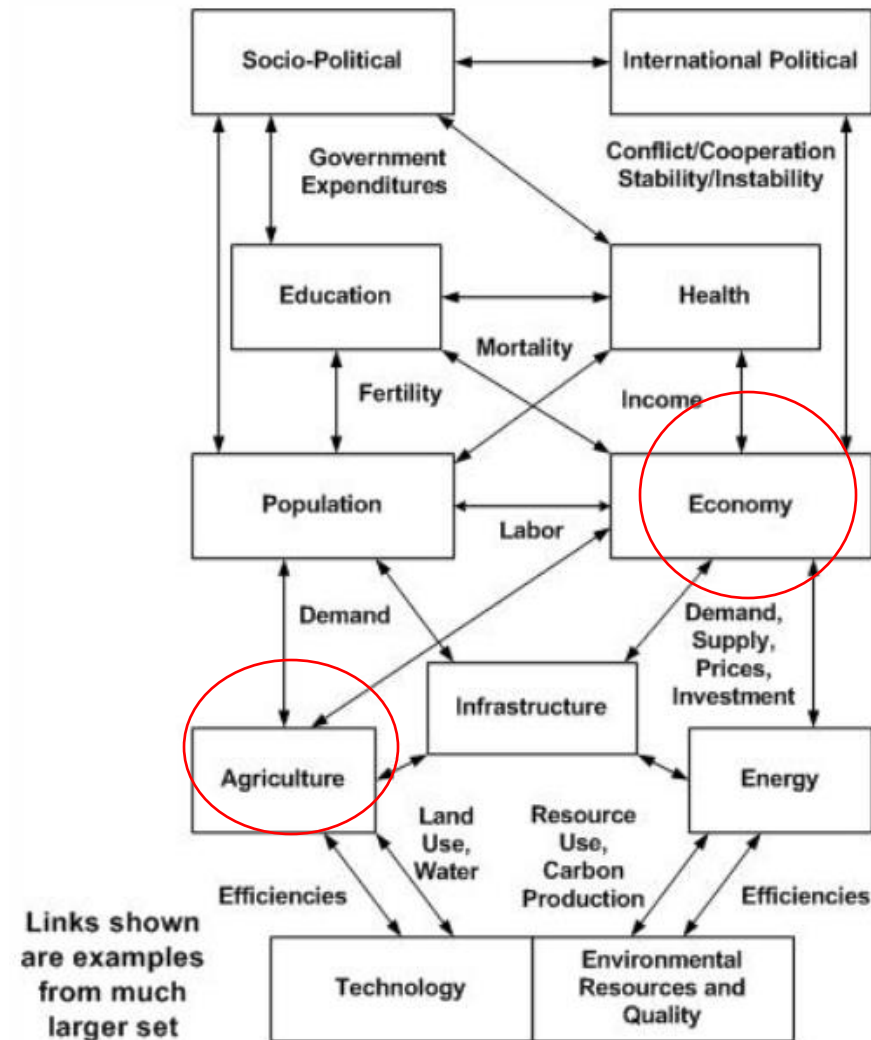 Socio-Political
International Political
Government
Expenditures
Conflict/Cooperation
Stability/Instability
Education
Health
Mortality
Fertility
Income
Population
Economy
Labor
Demand
Demand,
Supply,
Prices,
Investment
Infrastructure
Agriculture
Energy
Land
Use,
Water
Resource
Use,
Carbon
Production
Efficiencies
Efficiencies
Links shown
are examples
from much
larger set
Technology
Environmental
Resources and
Quality